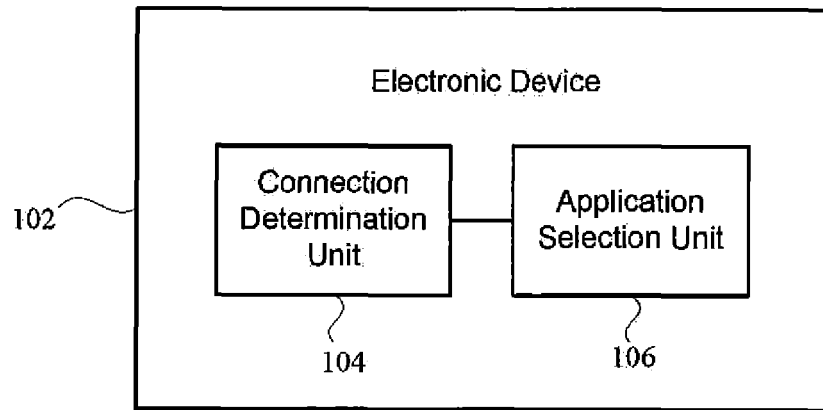 Electronic Device
Connection
Determination
Unit
Application
Selection Unit
102
104
106